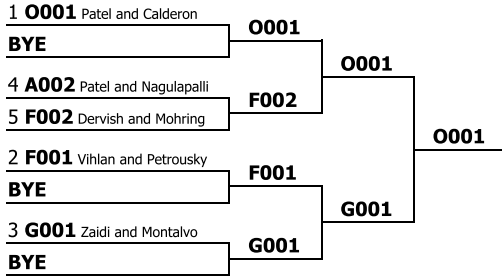 1 O001 Patel and Calderon
BYE
4 A002 Patel and Nagulapalli
5 F002 Dervish and Mohring
2 F001 Vihlan and Petrousky
BYE
3 G001 Zaidi and Montalvo
BYE
O001
F002
F001
G001
O001
G001
O001